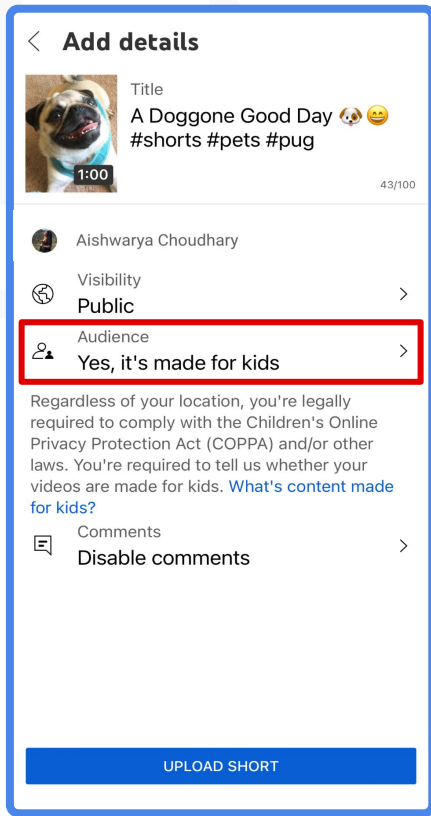 Add details
Title
A Doggone Good Day 🐶 😄
#shorts #pets #pug
1:00
43/100
Aishwarya Choudhary
Visibility
Public
Audience
Yes, it's made for kids
Regardless of your location, you're legally
required to comply with the Children's Online
Privacy Protection Act (COPPA) and/or other
laws. You're required to tell us whether your
videos are made for kids. What's content made
for kids?
Comments
Disable comments
UPLOAD SHORT